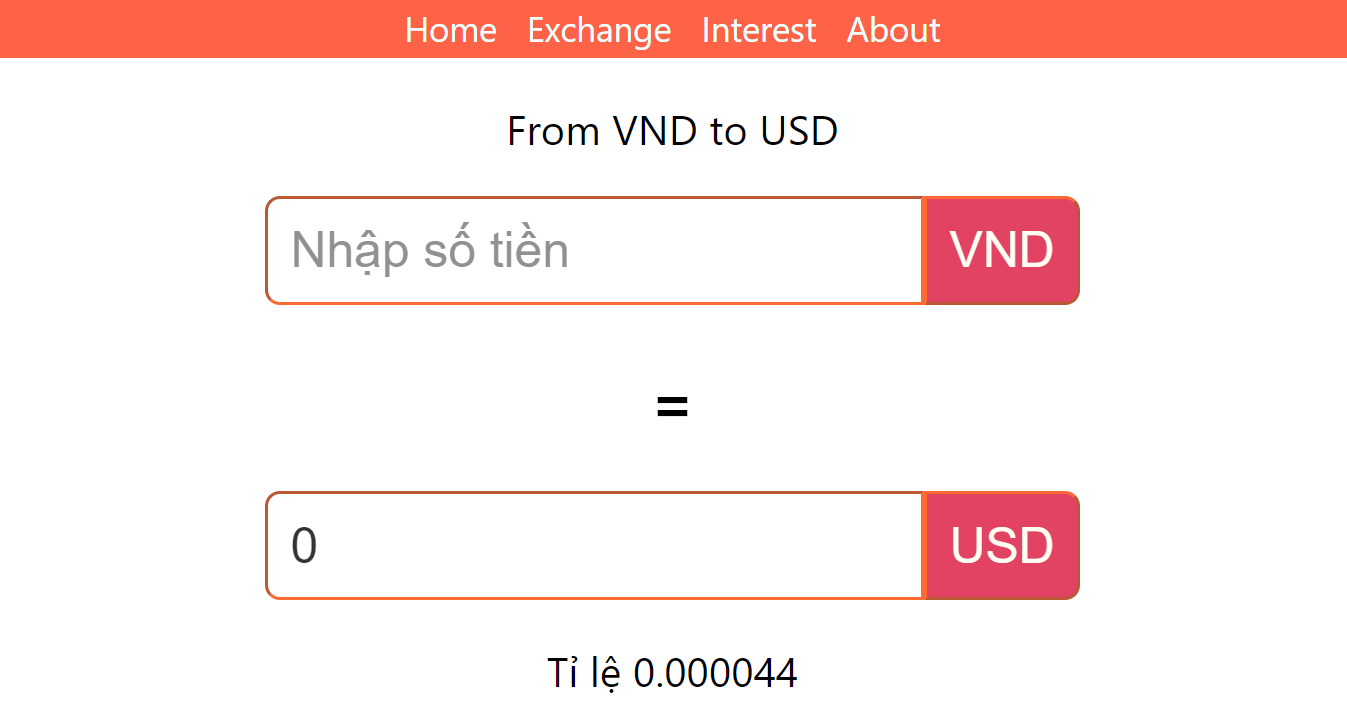 Home Exchange Interest About
From VND to USD
Nhập số tiền VND
=
0 USD
Tỉ lệ 0.000044